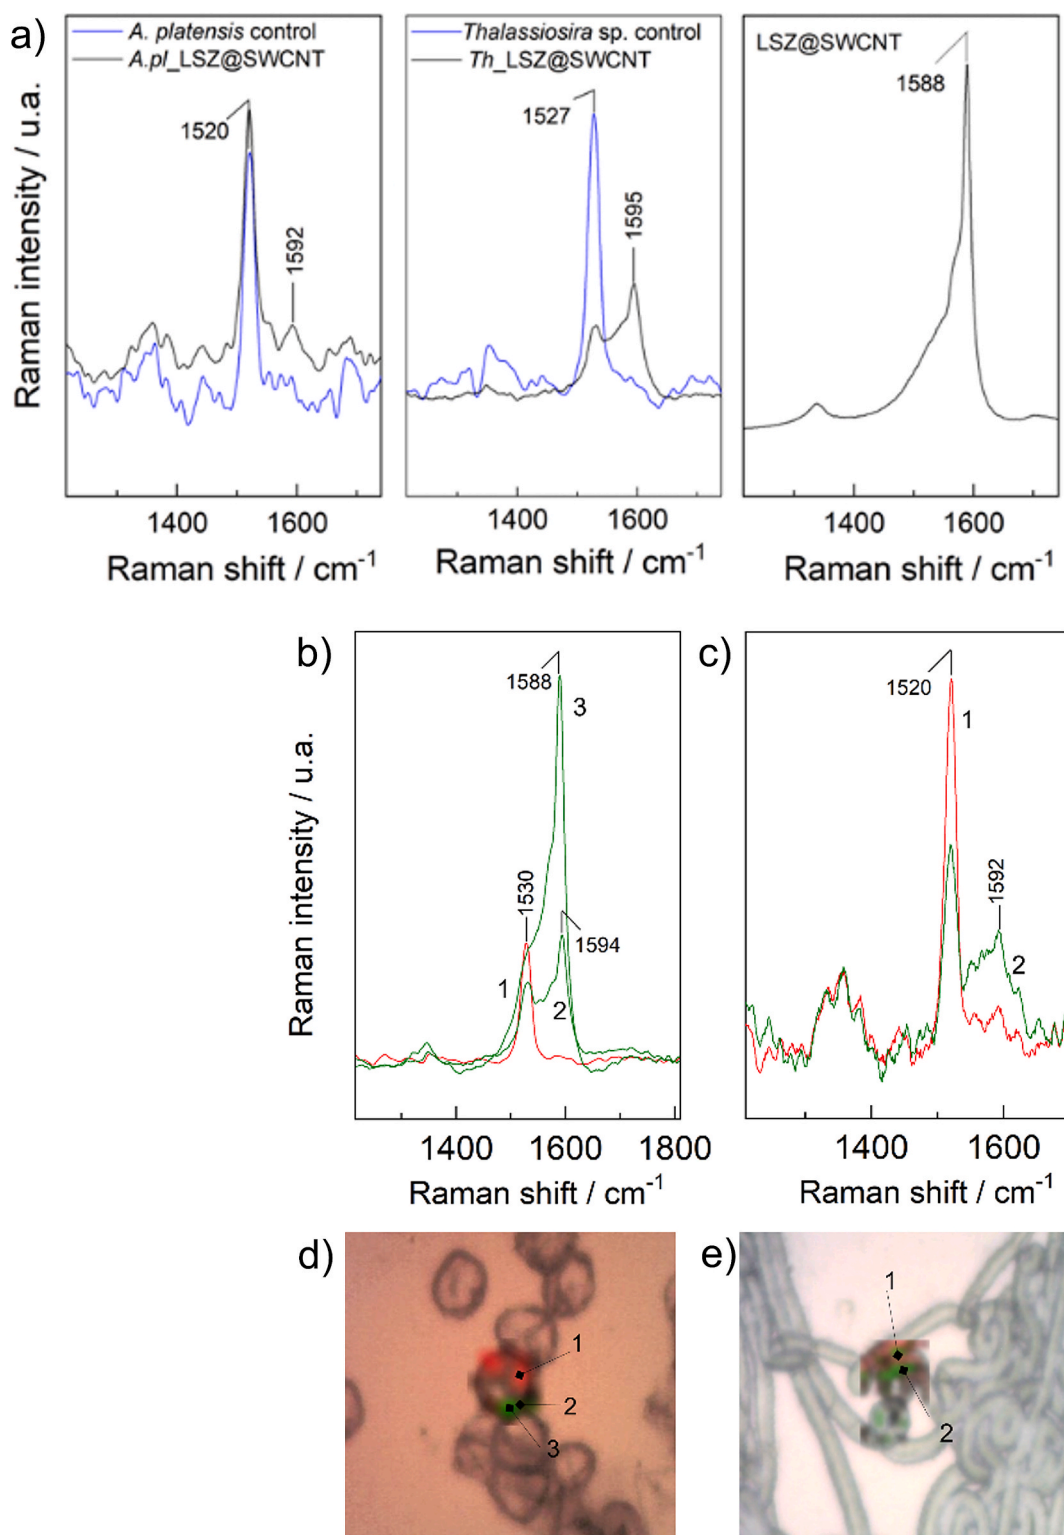 a)
A. platensis control
A.pl_LSZ@SWCNT
1520
1592
Thalassiosira sp. control
Th_LSZ@SWCNT
1527
1595
LSZ@SWCNT
1588
Raman intensity / u.a.
1400 1600
1400 1600
1400 1600
Raman shift / cm-1
Raman shift / cm-1
Raman shift / cm-1
b)
1588
3
1530
1594
1
2
Raman intensity / u.a.
1400 1600 1800
Raman shift / cm-1
c)
1520
1
1592
2
1400 1600
Raman shift / cm-1
d)
1
2
3
e)
1
2